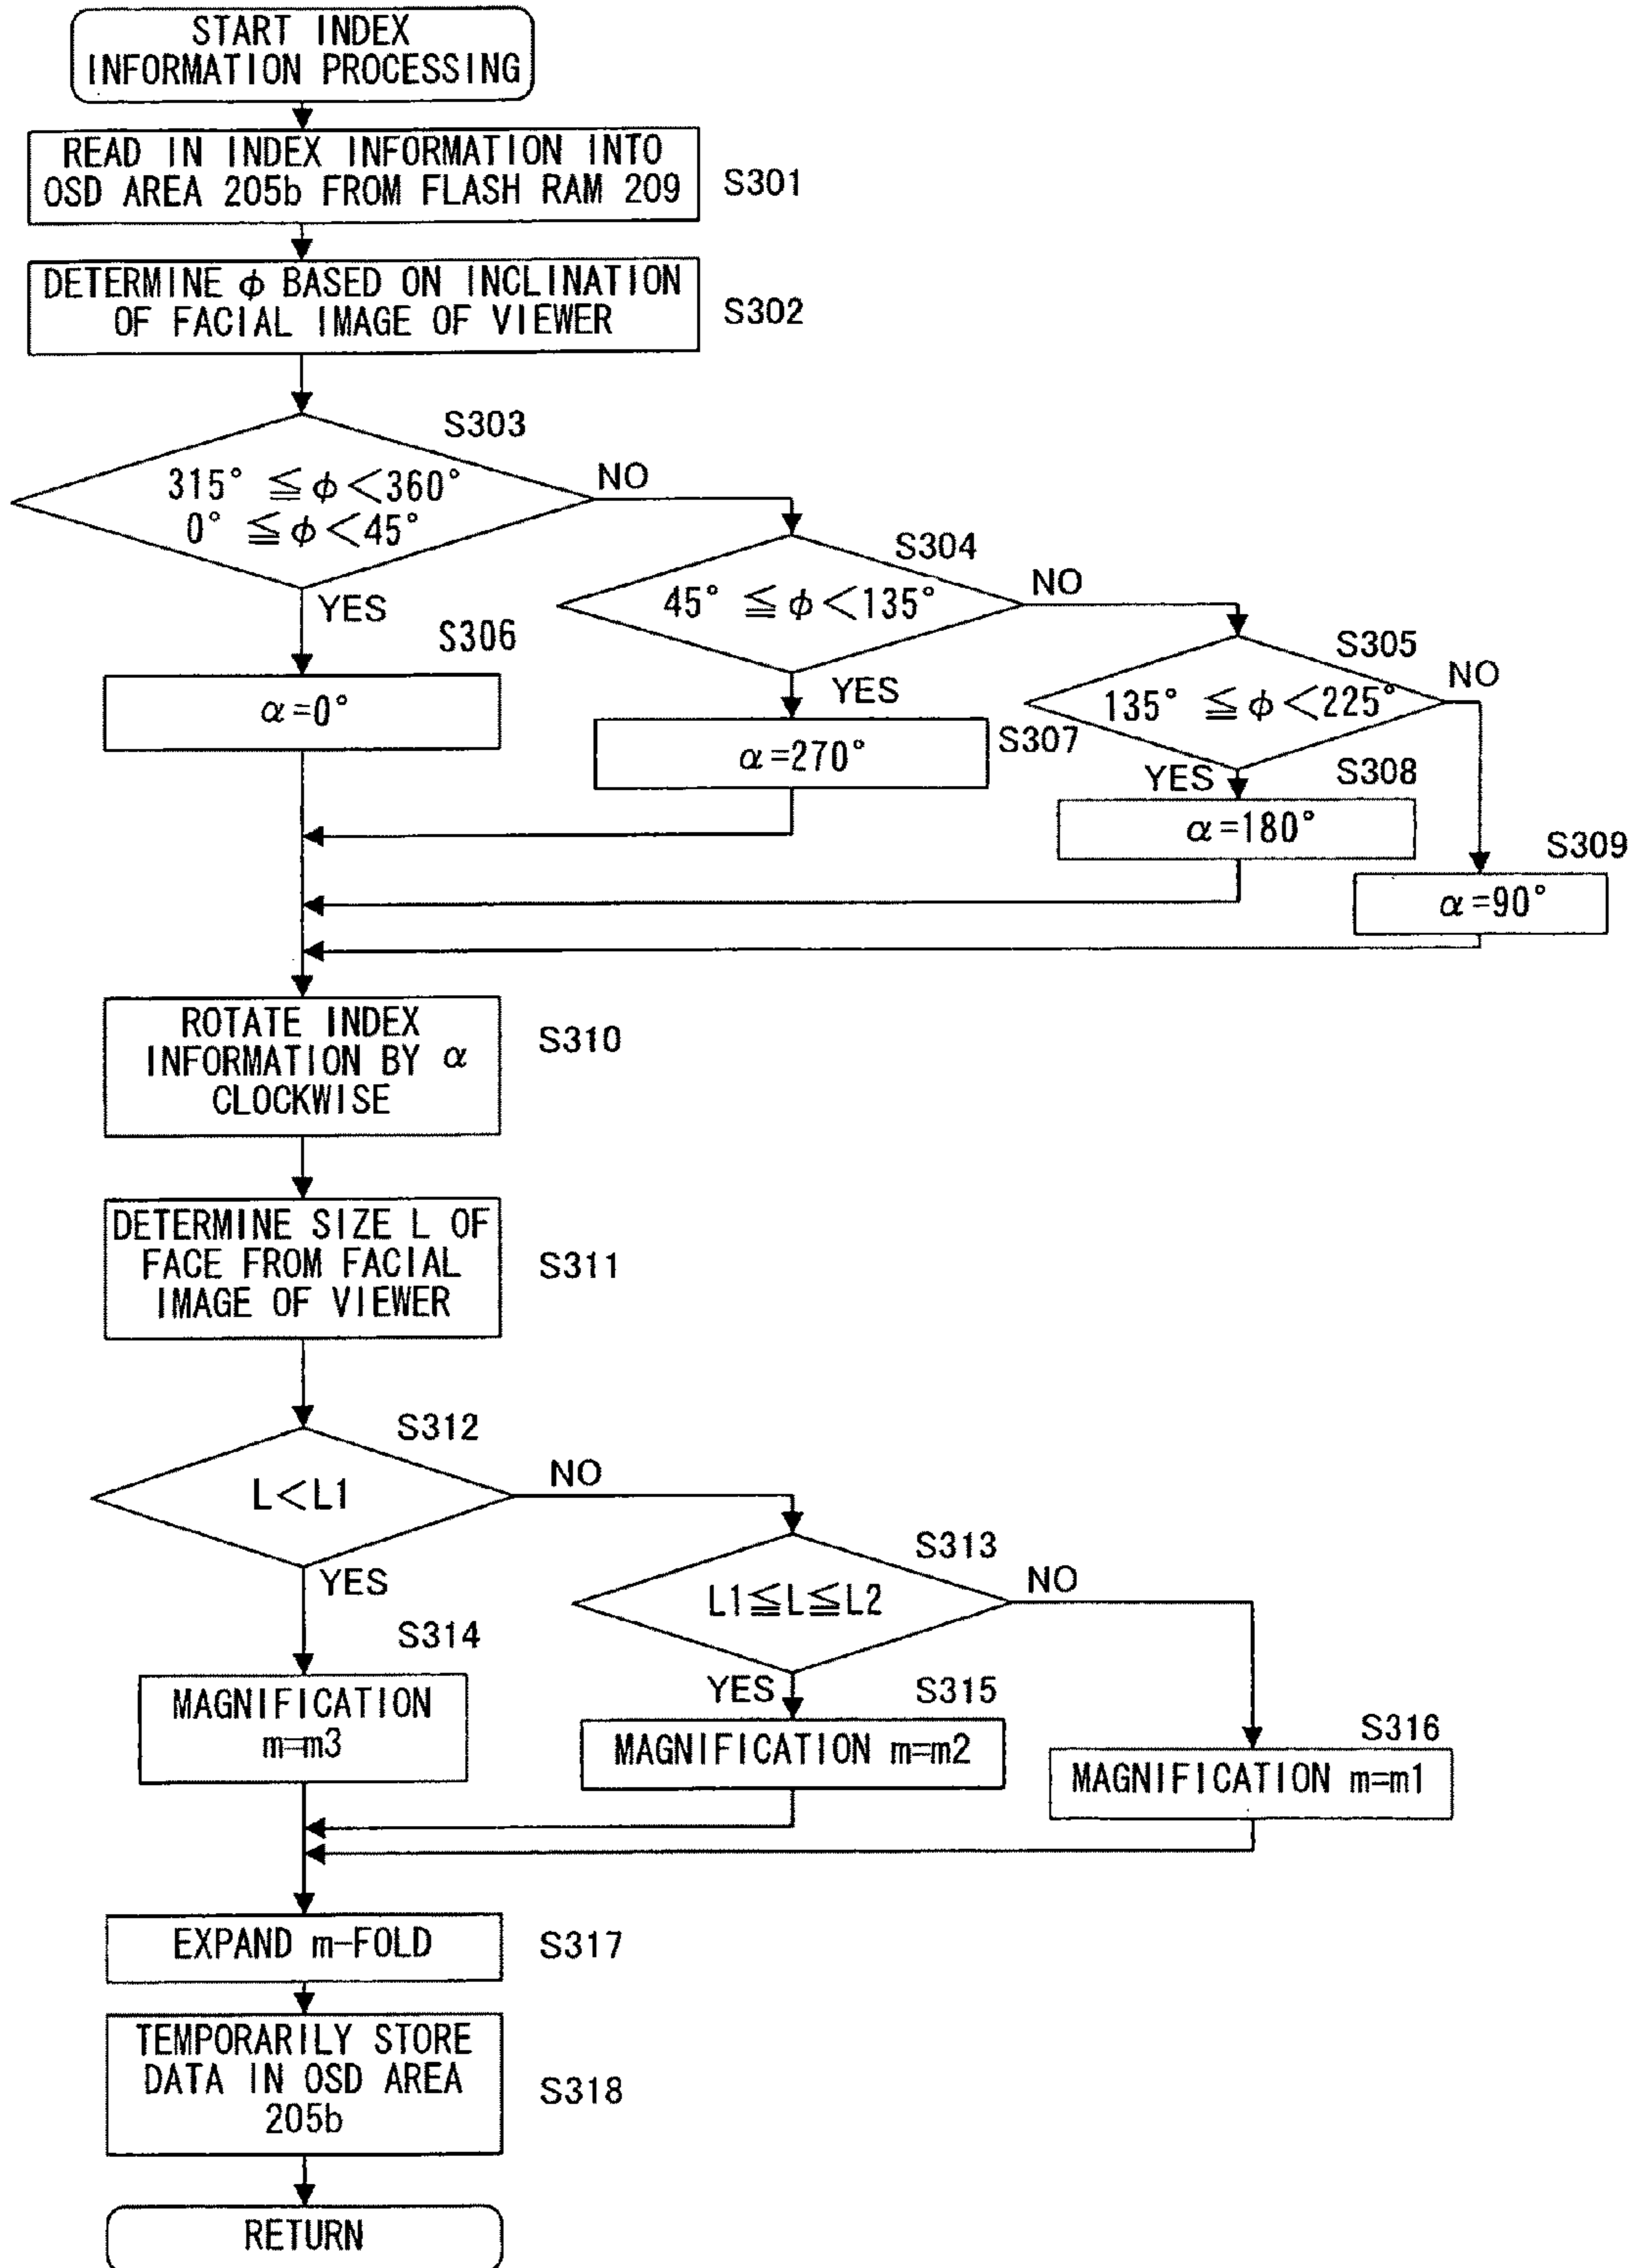 START INDEX
INFORMATION PROCESSING
READ IN INDEX INFORMATION INTO
OSD AREA 205b FROM FLASH RAM 209
S301
DETERMINE φ BASED ON INCLINATION
OF FACIAL IMAGE OF VIEWER
S302
S303
315° ≦ φ <360°
0° ≦ φ <45°
NO
YES
S304
45° ≦ φ <135°
NO
YES
S305
135° ≦ φ <225°
NO
YES
S306
α=0°
S307
α=270°
S308
α=180°
S309
α=90°
ROTATE INDEX
INFORMATION BY α
CLOCKWISE
S310
DETERMINE SIZE L OF
FACE FROM FACIAL
IMAGE OF VIEWER
S311
S312
L<L1
NO
YES
S313
L1≦L≦L2
NO
YES
S314
MAGNIFICATION
m=m3
S315
MAGNIFICATION m=m2
S316
MAGNIFICATION m=m1
EXPAND m-FOLD
S317
TEMPORARILY STORE
DATA IN OSD AREA
205b
S318
RETURN